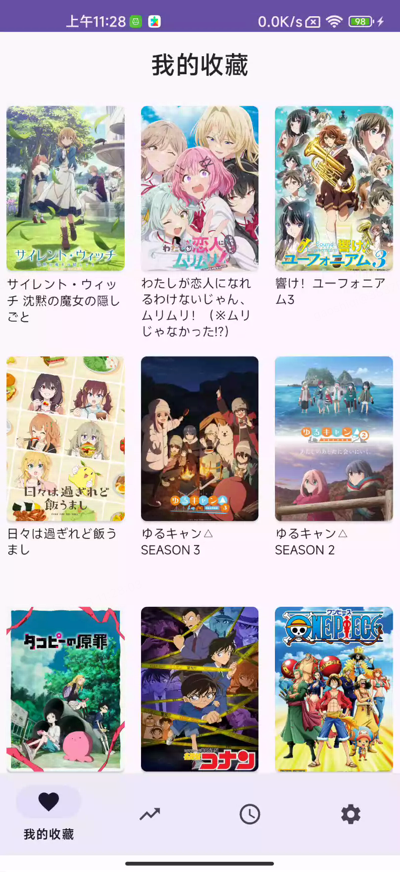 上午11:28
0.0K/s
98
我的收藏
サイレント・ウィッチ
わたしが恋人になれ
ムリムリ!
響け!
ユーフォニアム3
サイレント・ウィッ
チ 沈黙の魔女の隠し
ごと
わたしが恋人になれ
るわけないじゃん、
ムリムリ! (※ムリ
じゃなかった!?)
響け! ユーフォニア
ム3
日々は過ぎれど
飯うまし
ゆるキャン△
ゆるキャン△
日々は過ぎれど飯う
まし
ゆるキャン△
SEASON 3
ゆるキャン△
SEASON 2
タコピーの原罪
名探偵
コナン
ワンピース
ONE PIECE
我的收藏